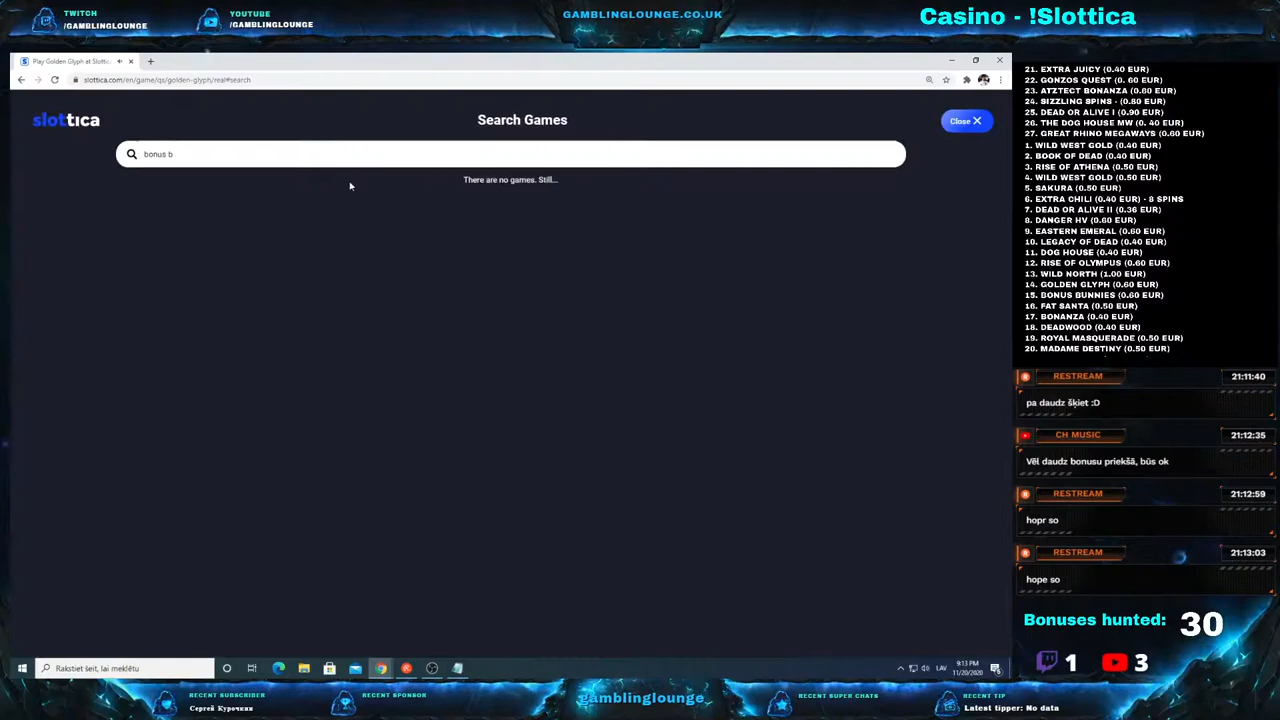 TWITCH
/GAMBLINGLOUNGE
YOUTUBE
/GAMBLINGLOUNGE
GAMBLINGLOUNGE.CO.UK
Casino - !Slottica
Play Golden Glyph at Slottic
slottica.com/en/game/qs/golden-glyph/real#search
slottica
Search Games
Close X
bonus b
There are no games. Still...
21. EXTRA JUICY (0.40 EUR)
22. GONZOS QUEST (0. 60 EUR)
23. ATZTECT BONANZA (0.60 EUR)
24. SIZZLING SPINS - (0.80 EUR)
25. DEAD OR ALIVE I (0.90 EUR)
26. THE DOG HOUSE MW (0. 40 EUR)
27. GREAT RHINO MEGAWAYS (0.60 EUR)
1. WILD WEST GOLD (0.40 EUR)
2. BOOK OF DEAD (0.40 EUR)
3. RISE OF ATHENA (0.50 EUR)
4. WILD WEST GOLD (0.50 EUR)
5. SAKURA (0.50 EUR)
6. EXTRA CHILI (0.40 EUR) - 8 SPINS
7. DEAD OR ALIVE II (0.36 EUR)
8. DANGER HV (0.60 EUR)
9. EASTERN EMERAL (0.60 EUR)
10. LEGACY OF DEAD (0.40 EUR)
11. DOG HOUSE (0.40 EUR)
12. RISE OF OLYMPUS (0.60 EUR)
13. WILD NORTH (1.00 EUR)
14. GOLDEN GLYPH (0.60 EUR)
15. BONUS BUNNIES (0.60 EUR)
16. FAT SANTA (0.50 EUR)
17. BONANZA (0.40 EUR)
18. DEADWOOD (0.40 EUR)
19. ROYAL MASQUERADE (0.50 EUR)
20. MADAME DESTINY (0.50 EUR)
RESTREAM 21:11:40
pa daudz šķiet :D
CH MUSIC 21:12:35
Vēl daudz bonusu priekšā, būs ok
RESTREAM 21:12:59
hopr so
RESTREAM 21:13:03
hope so
Bonuses hunted: 30
1 3
Rakstiet šeit, lai meklētu
LAV
9:13 PM
11/20/2020
RECENT SUBSCRIBER
Сергей Курочкин
RECENT SPONSOR
gamblinglounge
RECENT SUPER CHATS
RECENT TIP
Latest tipper: No data